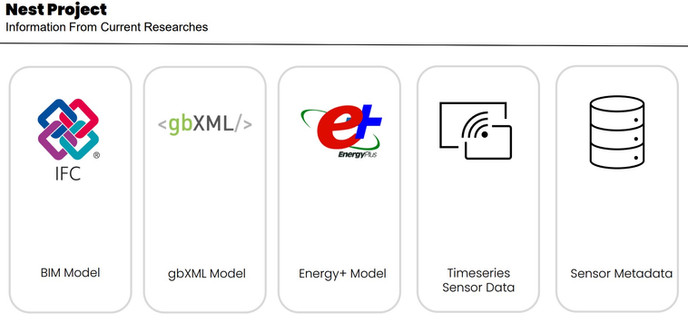 Nest Project
Information From Current Researches
®
IFC
<gbXML/>
e+
EnergyPlus
BIM Model
gbXML Model
Energy+ Model
Timeseries
Sensor Data
Sensor Metadata